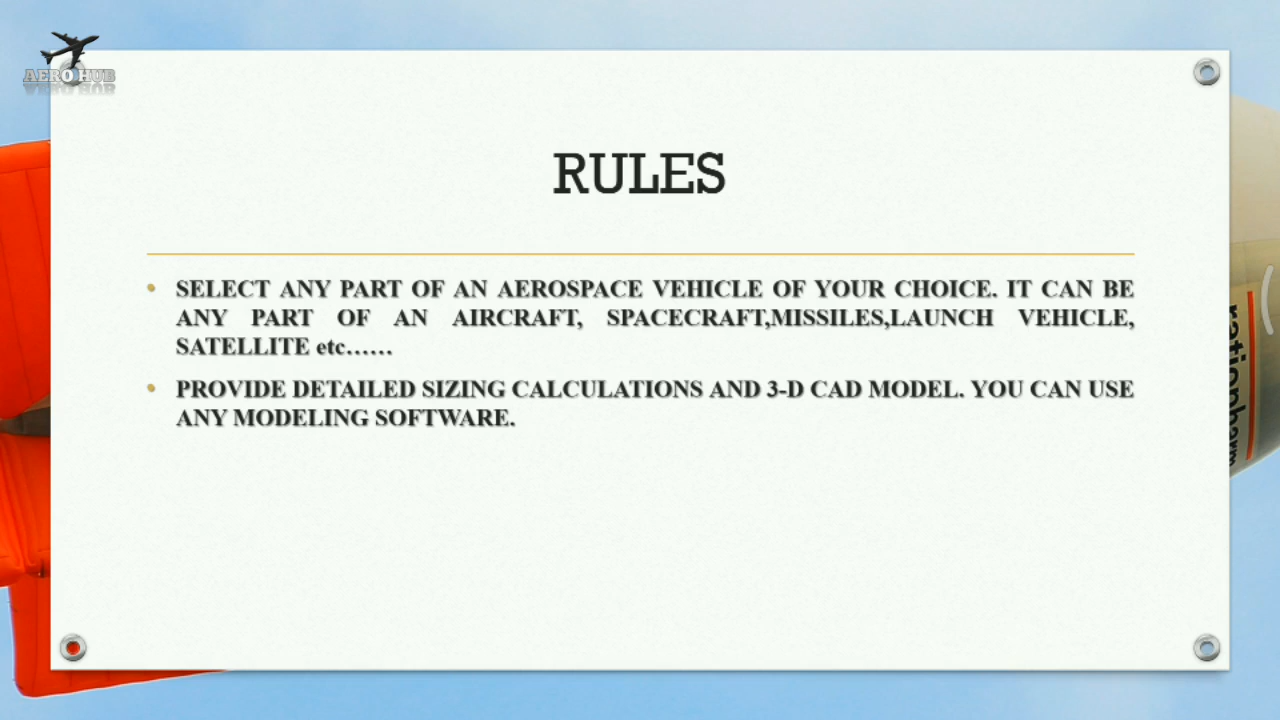 AERO HUB
RULES
• SELECT ANY PART OF AN AEROSPACE VEHICLE OF YOUR CHOICE. IT CAN BE
ANY PART OF AN AIRCRAFT, SPACECRAFT,MISSILES,LAUNCH VEHICLE,
SATELLITE etc......
• PROVIDE DETAILED SIZING CALCULATIONS AND 3-D CAD MODEL. YOU CAN USE
ANY MODELING SOFTWARE.
ratiopharm